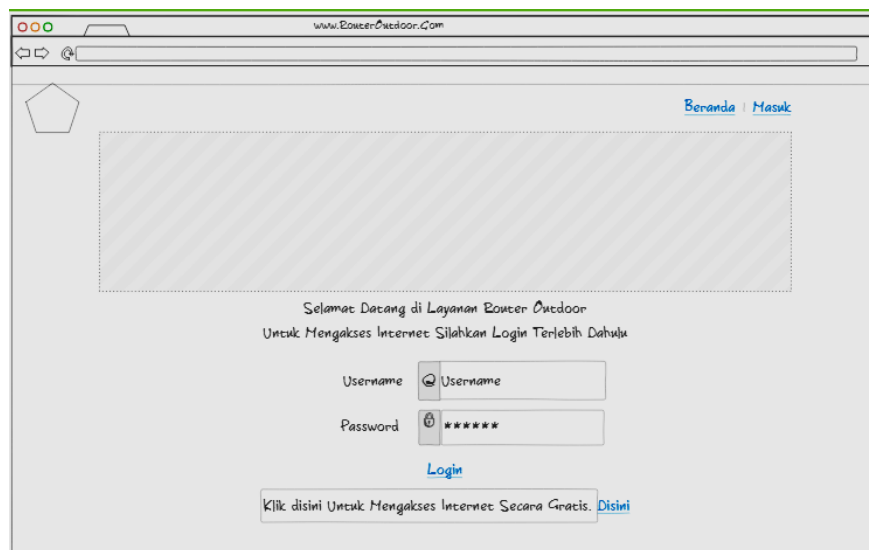 www.RouterOutdoor.Com
Beranda | Masuk
Selamat Datang di Layanan Router Outdoor
Untuk Mengakses Internet Silahkan Login Terlebih Dahulu
Username Username
Password ******
Login
Klik disini Untuk Mengakses Internet Secara Gratis. Disini